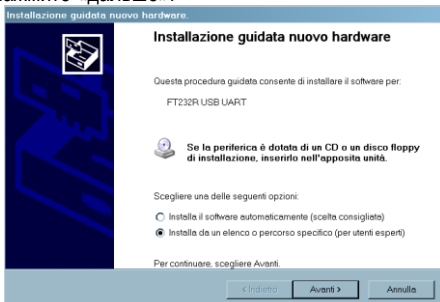 Installazione guidata nuovo hardware.
Installazione guidata nuovo hardware
Questa procedura guidata consente di installare il software per:
FT232R USB UART
Se la periferica è dotata di un CD o un disco floppy
di installazione, inserirlo nell'apposita unità.
Scegliere una delle seguenti opzioni:
Installa il software automaticamente (scelta consigliata)
Installa da un elenco o percorso specifico (per utenti esperti)
Per continuare, scegliere Avanti.
< Indietro Avanti > Annulla